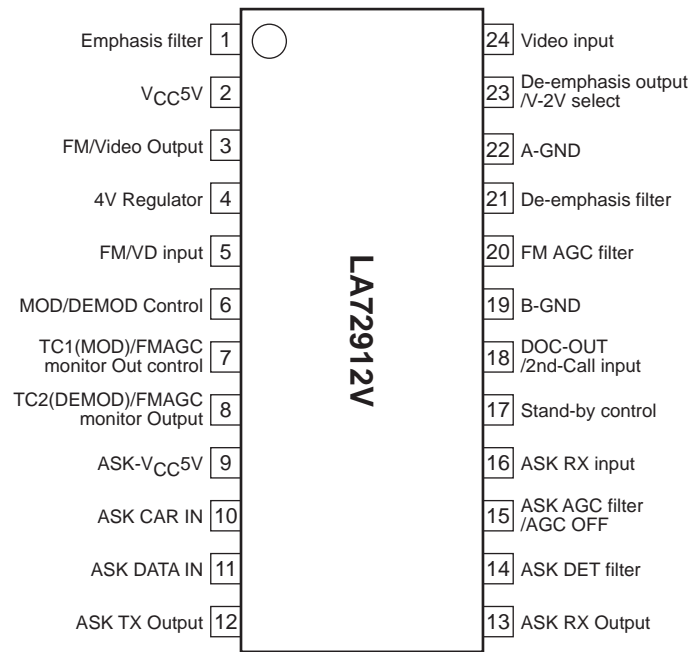 Emphasis filter 1
24 Video input
VCC5V 2
23 De-emphasis output
/V-2V select
FM/Video Output 3
22 A-GND
4V Regulator 4
21 De-emphasis filter
FM/VD input 5
20 FM AGC filter
MOD/DEMOD Control 6
19 B-GND
TC1(MOD)/FMAGC
monitor Out control 7
18 DOC-OUT
/2nd-Call input
TC2(DEMOD)/FMAGC
monitor Output 8
17 Stand-by control
ASK-VCC5V 9
16 ASK RX input
ASK CAR IN 10
15 ASK AGC filter
/AGC OFF
ASK DATA IN 11
14 ASK DET filter
ASK TX Output 12
13 ASK RX Output
LA72912V